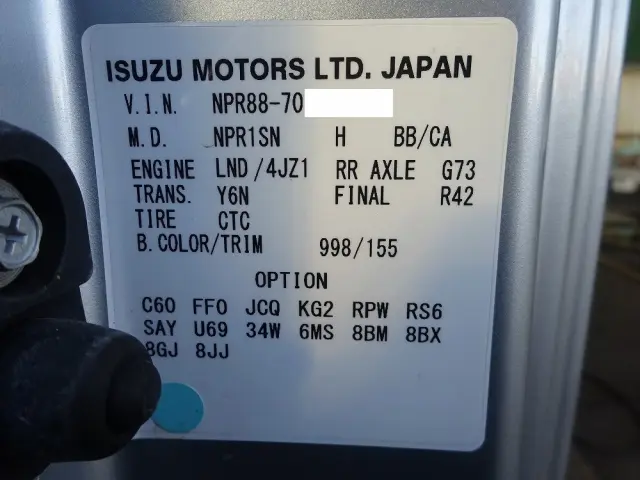 ISUZU MOTORS LTD. JAPAN
V.I.N. NPR88-70
M.D. NPR1SN H BB/CA
ENGINE LND/4JZ1 RR AXLE G73
TRANS. Y6N FINAL R42
TIRE CTC
B.COLOR/TRIM 998/155
OPTION
C60 FF0 JCQ KG2 RPW RS6
SAY U69 34W 6MS 8BM 8BX
8GJ 8JJ